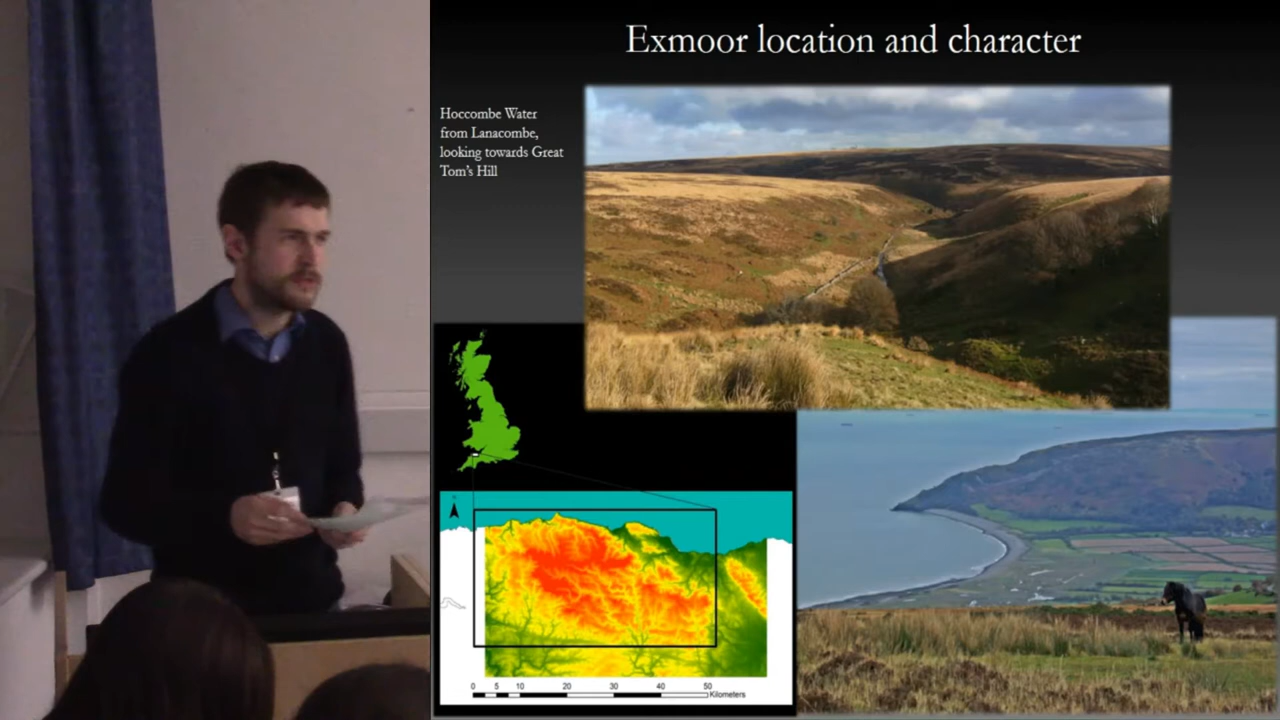 Exmoor location and character
Hoccombe Water
from Lanacombe,
looking towards Great
Tom's Hill
0 5 10 20 30 40 50
Kilometers